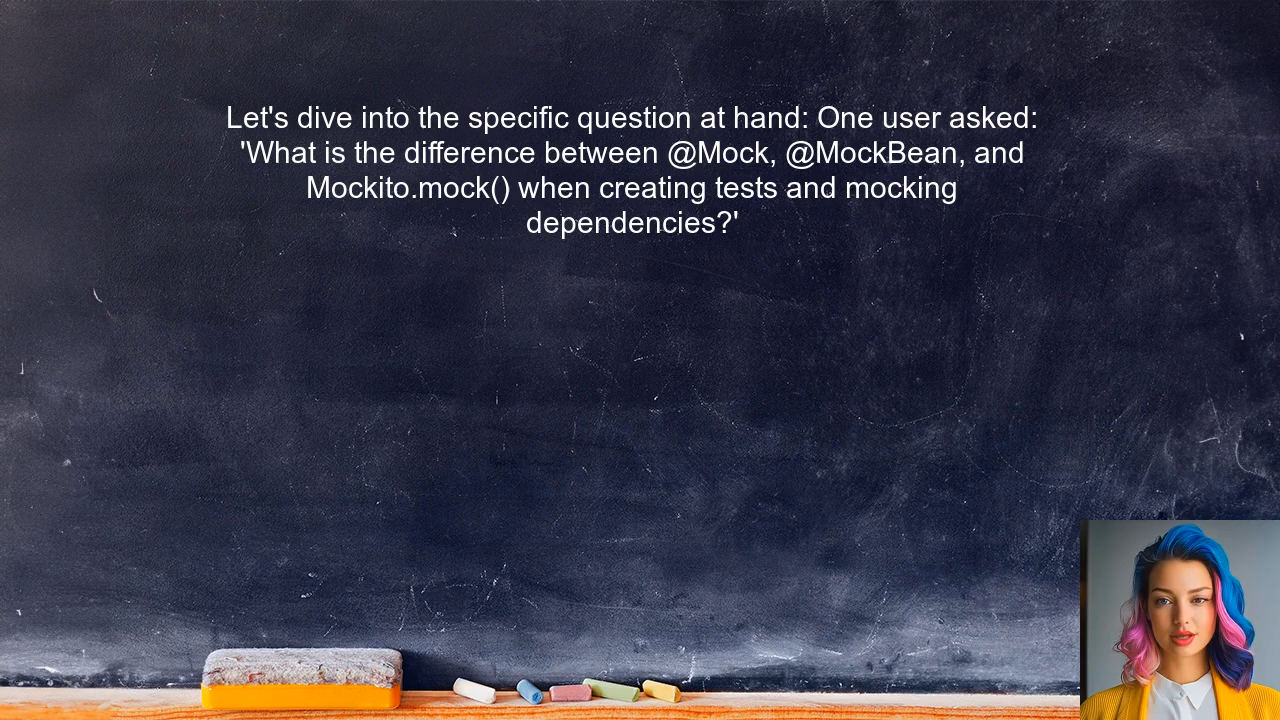 Let's dive into the specific question at hand: One user asked:
'What is the difference between @Mock, @MockBean, and
Mockito.mock() when creating tests and mocking
dependencies?'